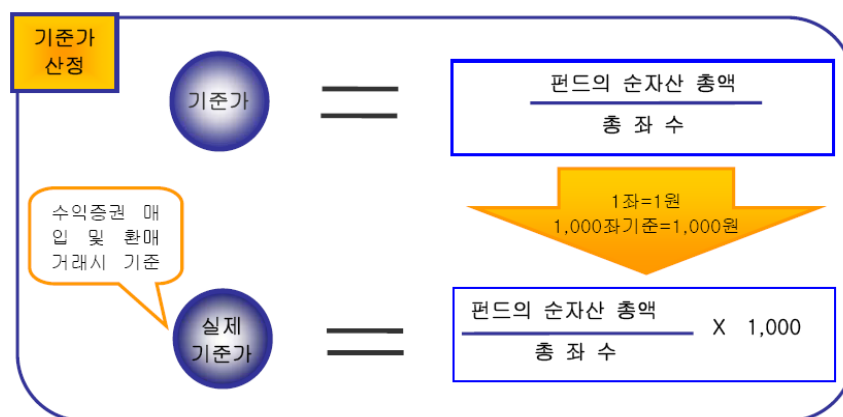 기준가
산정
기준가
펀드의 순자산 총액
총 좌 수
1좌=1원
1,000좌기준=1,000원
수익증권 매
입 및 환매
거래시 기준
실제
기준가
펀드의 순자산 총액
총 좌 수
X 1,000